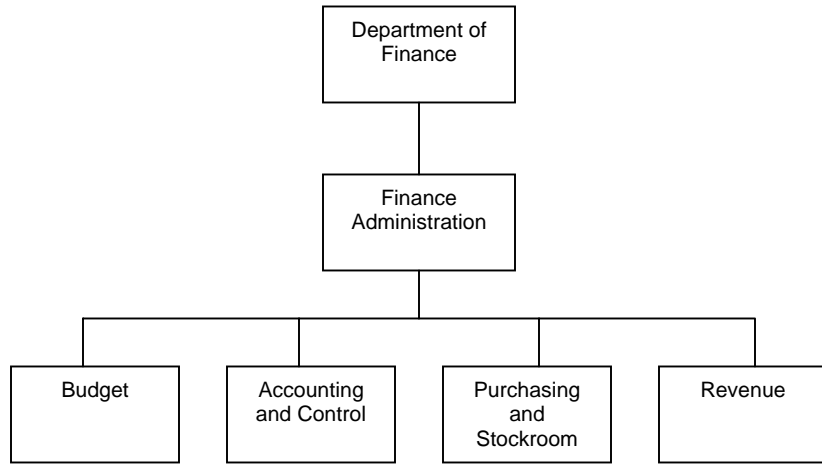 Department of
Finance
Finance
Administration
Budget
Accounting
and Control
Purchasing
and
Stockroom
Revenue